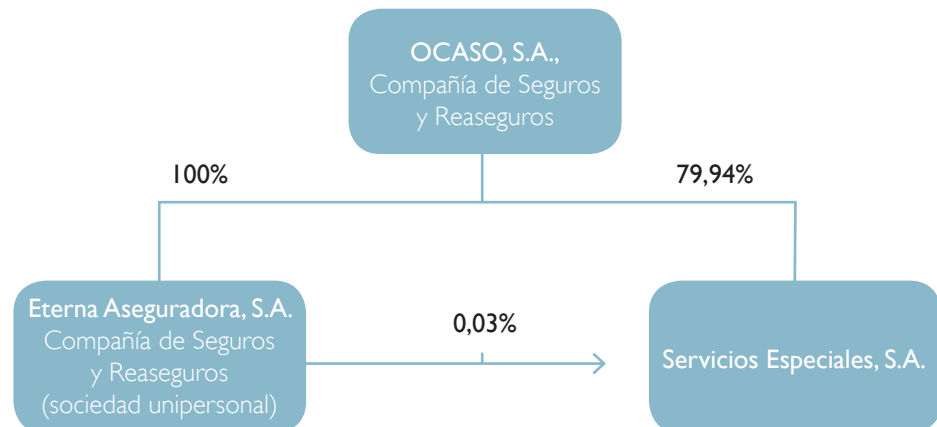 OCASO, S.A.,
Compañía de Seguros
y Reaseguros
100%
79,94%
Eterna Aseguradora, S.A.
Compañía de Seguros
y Reaseguros
(sociedad unipersonal)
0,03%
Servicios Especiales, S.A.